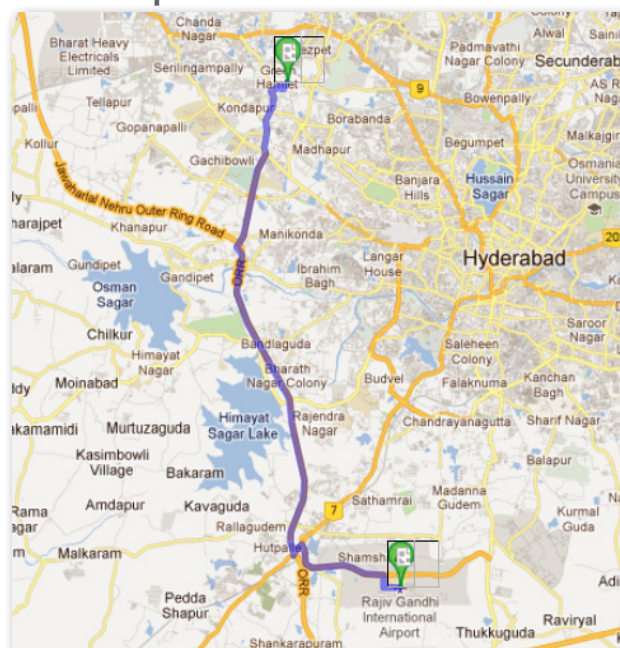 Chanda
Nagar
Bharat Heavy
Electricals
Limited
Serilingampally
Tellapur
Kondapur
Gopanapalli
Kollur
Gachibowli
Madhapur
Borabanda
9
Bowenpally
Padmavathi
Nagar Colony
Alwal
Secunderab
Begumpet
Malkajgir
Osmania
University
Campus
Hussain
Sagar
Banjara
Hills
Jawaharlal Nehru Outer Ring Road
Khanapur
Manikonda
Langar
House
Hyderabad
Gundipet
Gandipet
ORR
Ibrahim
Bagh
Osman
Sagar
Chilkur
Himayat
Nagar
Bandlaguda
Bharath
Nagar Colony
Saleheen
Colony
Saroor
Nagar
Moinabad
Budvel
Falaknuma
Kanchan
Bagh
Himayat
Sagar Lake
Rajendra
Nagar
Chandrayanagutta
Sharif Nagar
Murtuzaguda
Kasimbowli
Village
Bakaram
Balapur
Amdapur
Kavaguda
Sathamrai
Madanna
Gudem
7
Kurmal
Guda
Rallagudem
Malkaram
Pedda
Shapur
ORR
Rajiv Gandhi
International
Airport
Raviryal
Thukkuguda
Shankarapuram